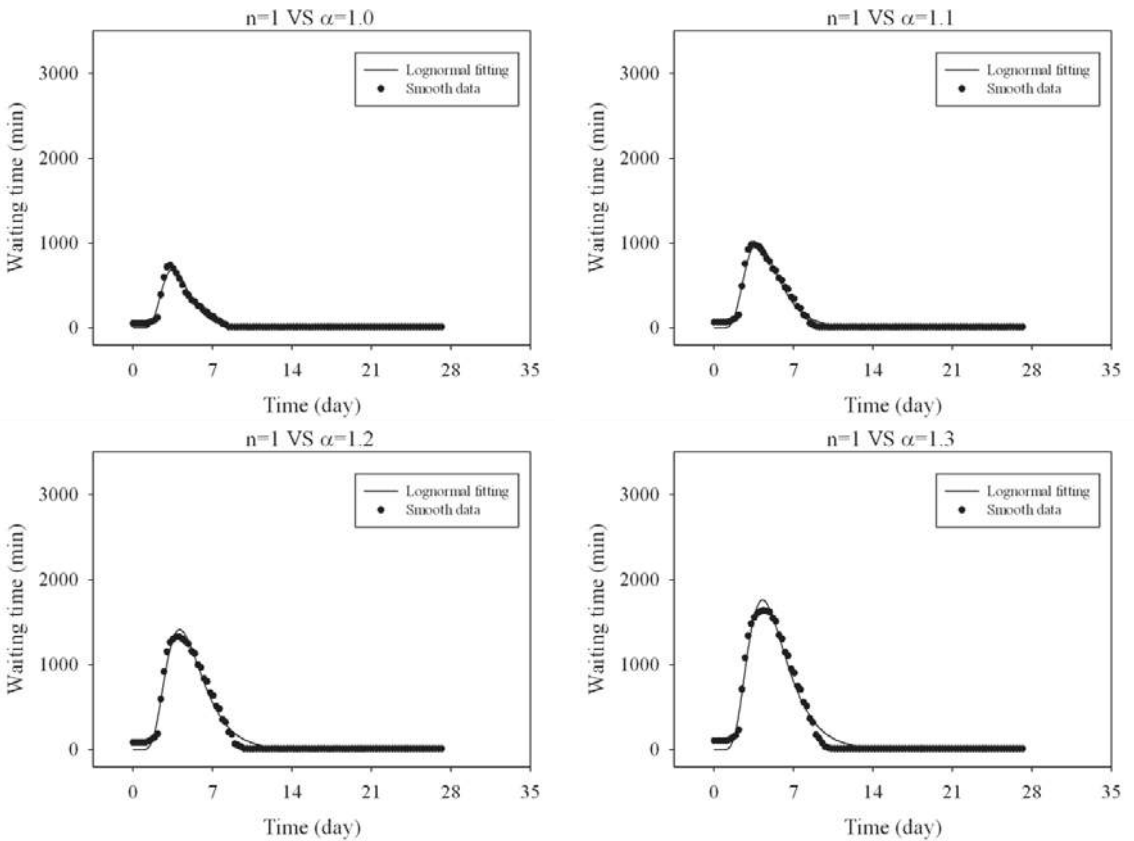 n=1 VS α=1.0
Waiting time (min)
3000
2000
1000
0
Lognormal fitting
Smooth data
0 7 14 21 28 35
Time (day)
n=1 VS α=1.1
Waiting time (min)
3000
2000
1000
0
Lognormal fitting
Smooth data
0 7 14 21 28 35
Time (day)
n=1 VS α=1.2
Waiting time (min)
3000
2000
1000
0
Lognormal fitting
Smooth data
0 7 14 21 28 35
Time (day)
n=1 VS α=1.3
Waiting time (min)
3000
2000
1000
0
Lognormal fitting
Smooth data
0 7 14 21 28 35
Time (day)